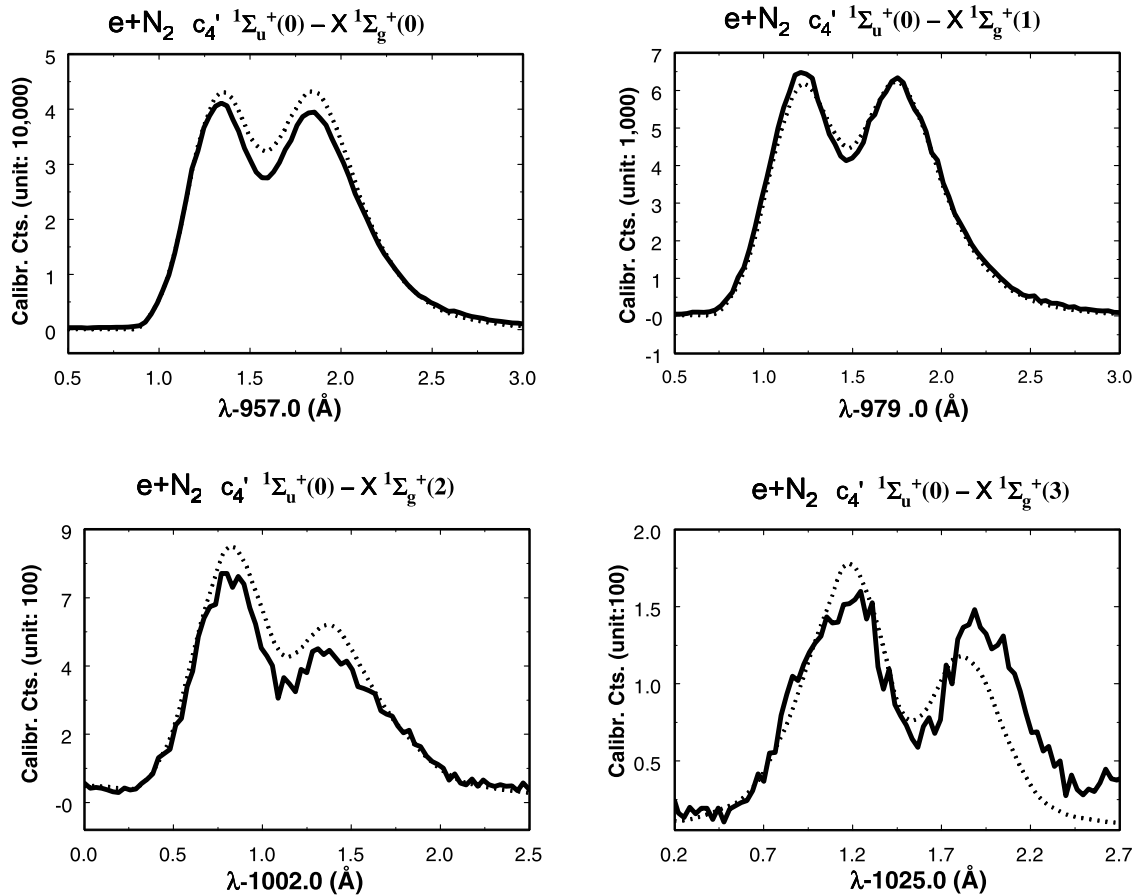 e+N₂ c₄' ¹Σᵤ⁺(0) – X ¹Σg⁺(0)
Calibr. Cts. (unit: 10,000)
5
4
3
2
1
0
0.5 1.0 1.5 2.0 2.5 3.0
λ-957.0 (Å)
e+N₂ c₄' ¹Σᵤ⁺(0) – X ¹Σg⁺(1)
Calibr. Cts. (unit: 1,000)
7
6
5
4
3
2
1
-0
-1
0.5 1.0 1.5 2.0 2.5 3.0
λ-979 .0 (Å)
e+N₂ c₄' ¹Σᵤ⁺(0) – X ¹Σg⁺(2)
Calibr. Cts. (unit: 100)
9
7
4
2
-0
0.0 0.5 1.0 1.5 2.0 2.5
λ-1002.0 (Å)
e+N₂ c₄' ¹Σᵤ⁺(0) – X ¹Σg⁺(3)
Calibr. Cts. (unit:100)
2.0
1.5
1.0
0.5
0.2 0.7 1.2 1.7 2.2 2.7
λ-1025.0 (Å)